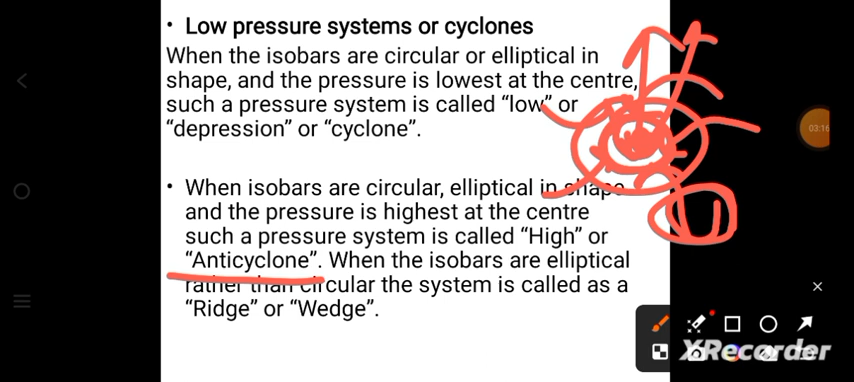 • Low pressure systems or cyclones
When the isobars are circular or elliptical in
shape, and the pressure is lowest at the centre,
such a pressure system is called “low” or
“depression” or “cyclone”.
• When isobars are circular, elliptical in shape
and the pressure is highest at the centre
such a pressure system is called “High” or
“Anticyclone”. When the isobars are elliptical
rather than circular the system is called as a
“Ridge” or “Wedge”.
03:16
XRecorder